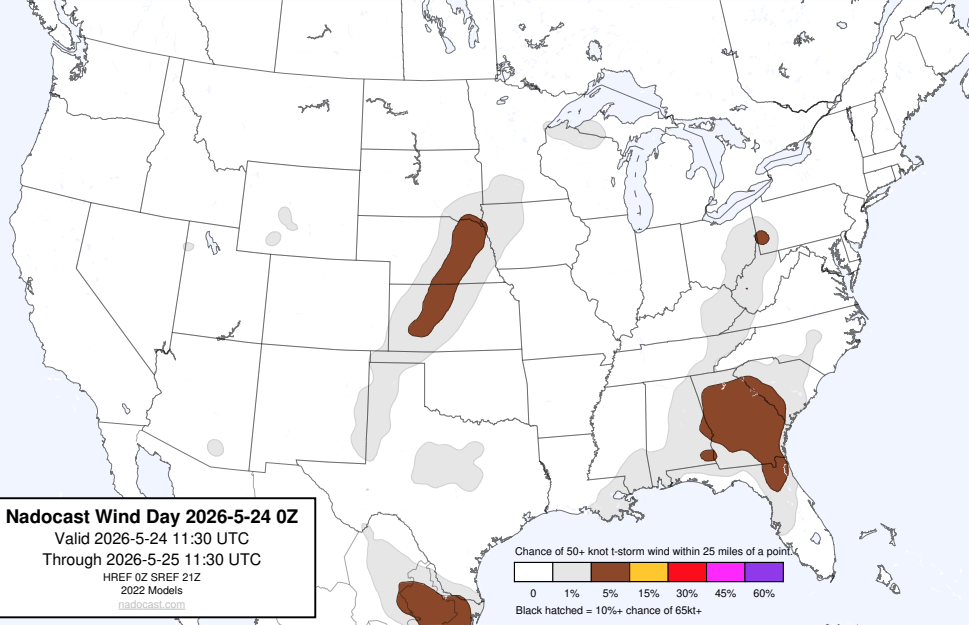 Nadocast Wind Day 2026-5-24 0Z
Valid 2026-5-24 11:30 UTC
Through 2026-5-25 11:30 UTC
HREF 0Z SREF 21Z
2022 Models
nadocast.com
Chance of 50+ knot t-storm wind within 25 miles of a point.
0 1% 5% 15% 30% 45% 60%
Black hatched = 10%+ chance of 65kt+